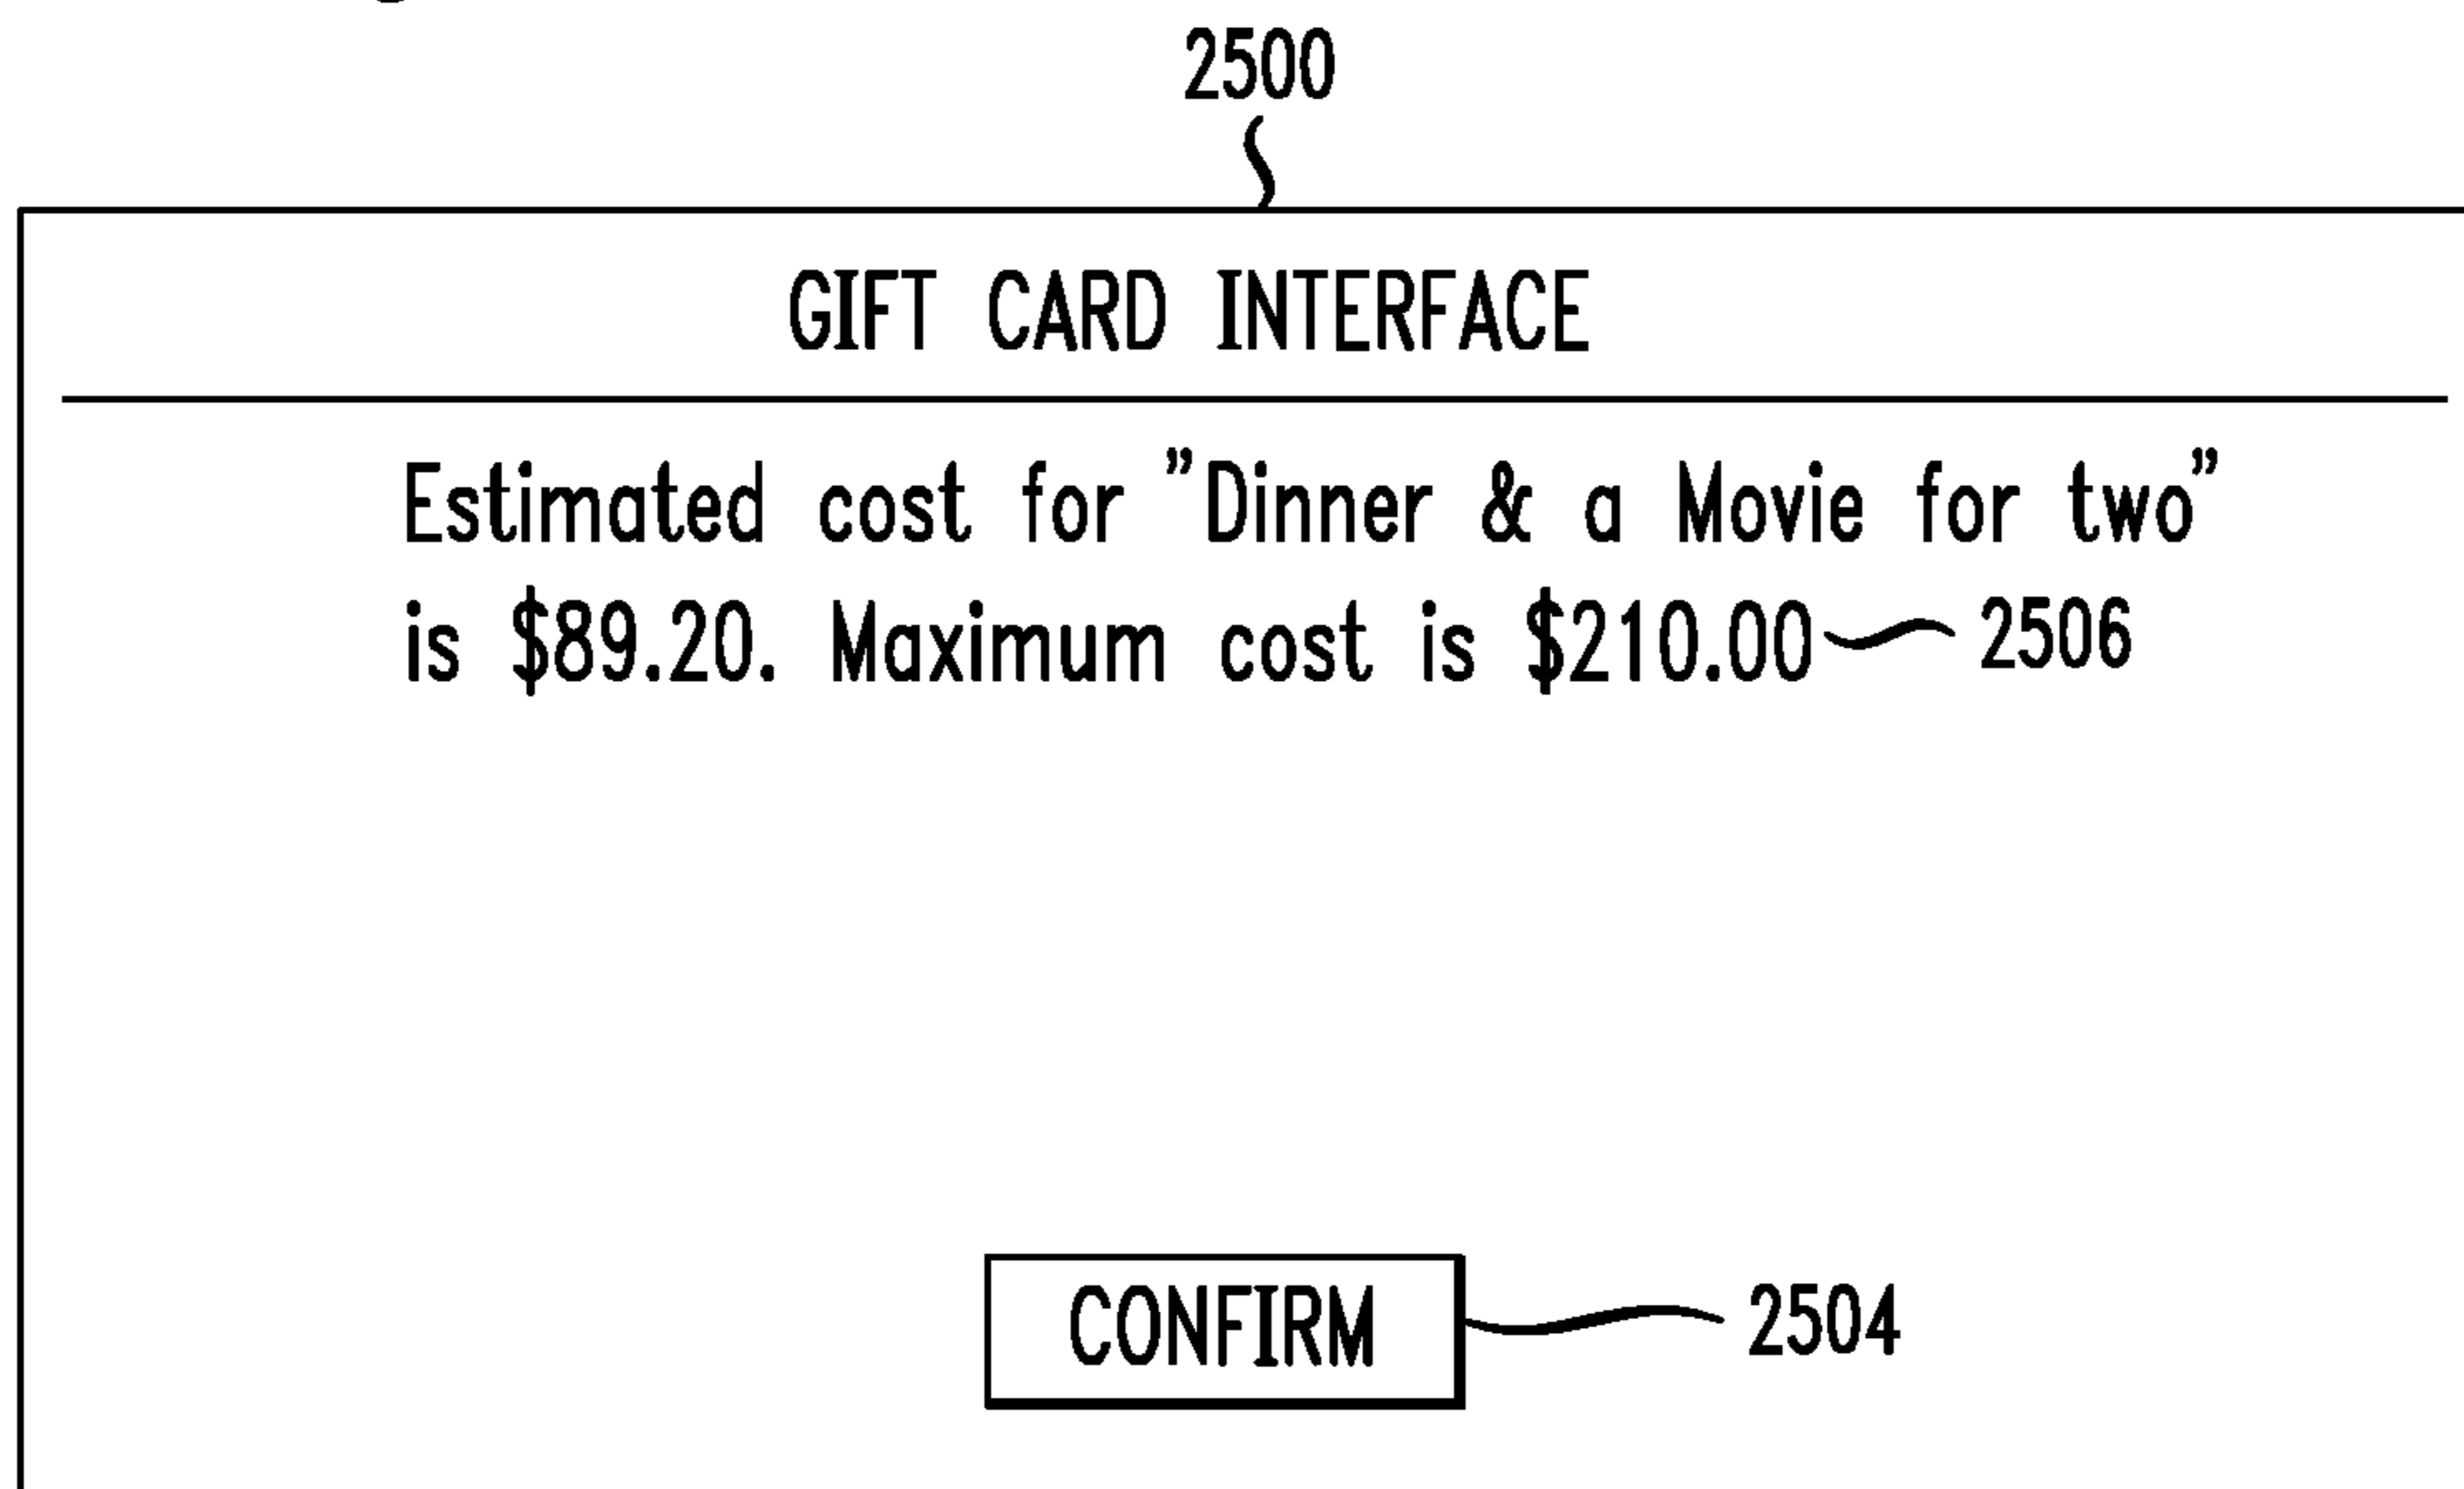 2500
GIFT CARD INTERFACE
Estimated cost for ”Dinner & a Movie for two”
is $89.20. Maximum cost is $210.00 2506
CONFIRM 2504